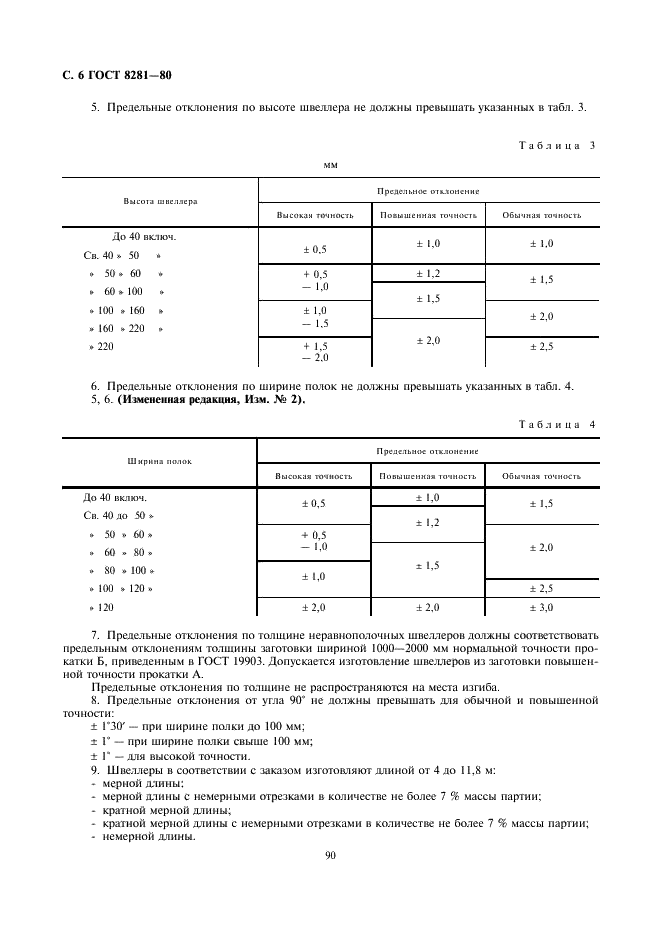 С. 6 ГОСТ 8281—80
5. Предельные отклонения по высоте швеллера не должны превышать указанных в табл. 3.
Таблица 3
мм
Высота швеллера
Предельное отклонение
Высокая точность
Повышенная точность
Обычная точность
До 40 включ.
± 0,5
± 1,0
± 1,0
Св. 40 » 50 »
» 50 » 60 »
+ 0,5
— 1,0
± 1,2
± 1,5
» 60 » 100 »
± 1,5
» 100 » 160 »
± 1,0
— 1,5
± 2,0
» 160 » 220 »
± 2,0
» 220
+ 1,5
— 2,0
± 2,5
6. Предельные отклонения по ширине полок не должны превышать указанных в табл. 4.
5, 6. (Измененная редакция, Изм. № 2).
Таблица 4
Ширина полок
Предельное отклонение
Высокая точность
Повышенная точность
Обычная точность
До 40 включ.
± 0,5
± 1,0
± 1,5
Св. 40 до 50 »
± 1,2
» 50 » 60 »
+ 0,5
— 1,0
± 2,0
» 60 » 80 »
± 1,5
» 80 » 100 »
± 1,0
» 100 » 120 »
± 2,5
» 120
± 2,0
± 2,0
± 3,0
7. Предельные отклонения по толщине неравнополочных швеллеров должны соответствовать
предельным отклонениям толщины заготовки шириной 1000—2000 мм нормальной точности про-
катки Б, приведенным в ГОСТ 19903. Допускается изготовление швеллеров из заготовки повышен-
ной точности прокатки А.
Предельные отклонения по толщине не распространяются на места изгиба.
8. Предельные отклонения от угла 90˚ не должны превышать для обычной и повышенной
точности:
± 1˚30′ — при ширине полки до 100 мм;
± 1˚ — при ширине полки свыше 100 мм;
± 1˚ — для высокой точности.
9. Швеллеры в соответствии с заказом изготовляют длиной от 4 до 11,8 м:
- мерной длины;
- мерной длины с немерными отрезками в количестве не более 7 % массы партии;
- кратной мерной длины;
- кратной мерной длины с немерными отрезками в количестве не более 7 % массы партии;
- немерной длины.
90